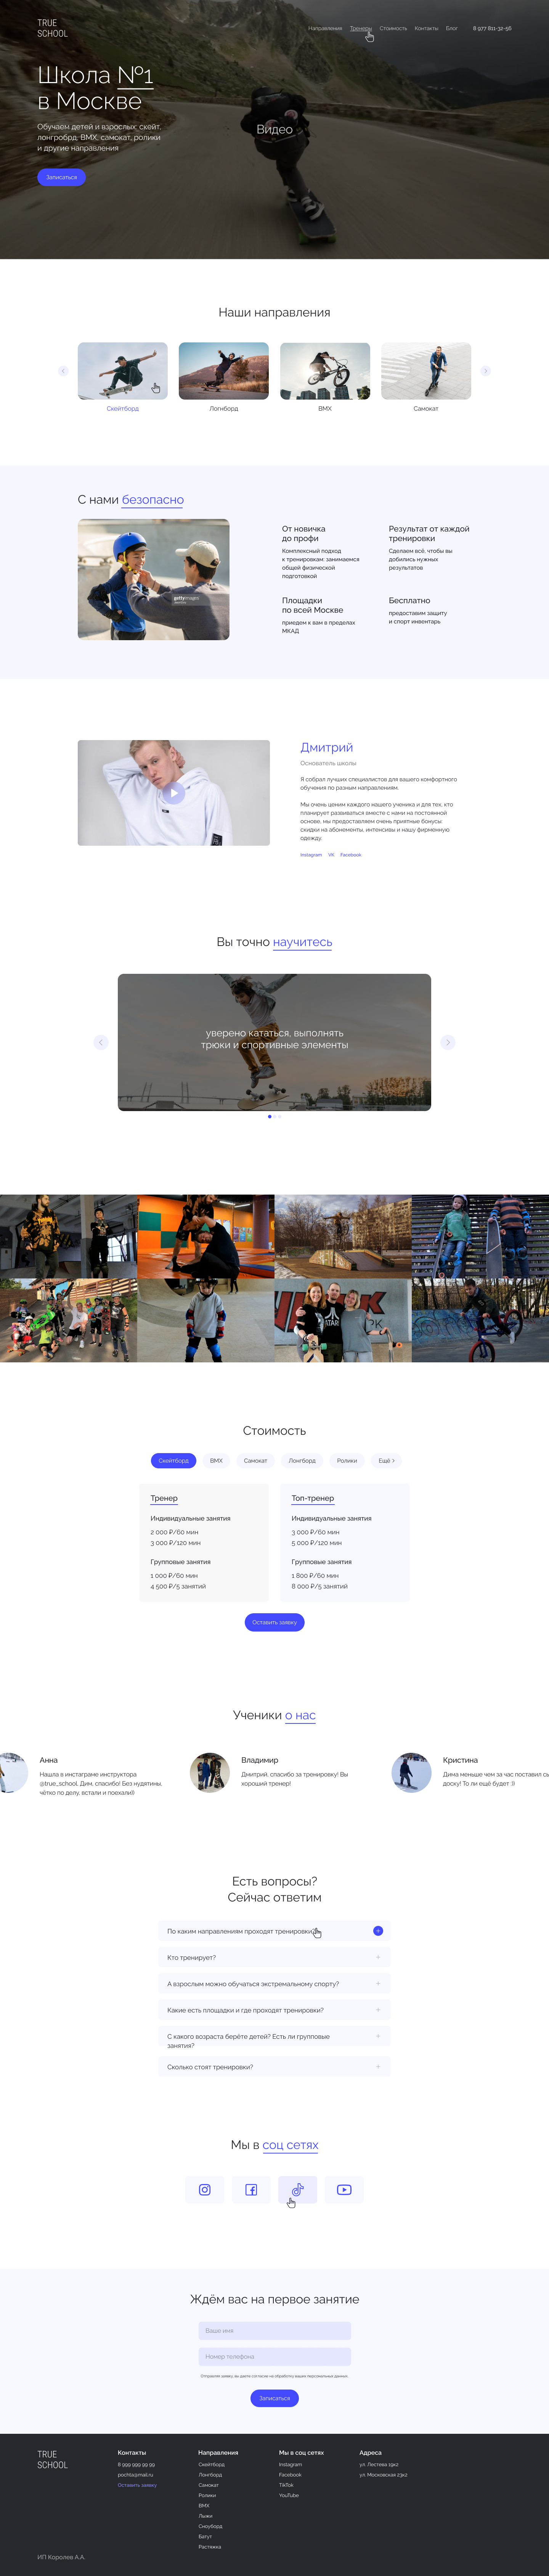 TRUE
SCHOOL
Направления Тренеры Стоимость Контакты Блог 8 977 811-32-56
Школа №1
в Москве
Обучаем детей и взрослых: скейт,
лонгроборд, BMX, самокат, ролики
и другие направления
Видео
Записаться
Наши направления
Скейтборд
Логнборд
BMX
Самокат
С нами безопасно
gettyimages
От новичка
до профи
Комплексный подход
к тренировкам: занимаемся
общей физической
подготовкой
Результат от каждой
тренировки
Сделаем всё, чтобы вы
добились нужных
результатов
Площадки
по всей Москве
приедем к вам в пределах
МКАД
Бесплатно
предоставим защиту
и спорт инвентарь
Дмитрий
Основатель школы
Я собрал лучших специалистов для вашего комфортного
обучения по разным направлениям.
Мы очень ценим каждого нашего ученика и для тех, кто
планирует развиваться вместе с нами на постоянной
основе, мы предоставляем очень приятные бонусы:
скидки на абонементы, интенсивы и нашу фирменную
одежду.
Instagram VK Facebook
Вы точно научитесь
уверено кататься, выполнять
трюки и спортивные элементы
Стоимость
Скейтборд BMX Самокат Лонгборд Ролики Ещё
Тренер
Индивидуальные занятия
2 000 ₽/60 мин
3 000 ₽/120 мин
Групповые занятия
1 000 ₽/60 мин
4 500 ₽/5 занятий
Топ-тренер
Индивидуальные занятия
3 000 ₽/60 мин
5 000 ₽/120 мин
Групповые занятия
1 800 ₽/60 мин
8 000 ₽/5 занятий
Оставить заявку
Ученики о нас
Анна
Нашла в инстаграме инструктора
@true_school. Дим, спасибо! Без нудятины,
чётко по делу, встали и поехали))
Владимир
Дмитрий, спасибо за тренировку! Вы
хороший тренер!
Кристина
Дима меньше чем за час поставил сы
доску! То ли ещё будет :)
Есть вопросы?
Сейчас ответим
По каким направлениям проходят тренировки?
Кто тренирует?
А взрослым можно обучаться экстремальному спорту?
Какие есть площадки и где проходят тренировки?
С какого возраста берёте детей? Есть ли групповые
занятия?
Сколько стоят тренировки?
Мы в соц сетях
Ждём вас на первое занятие
Ваше имя
Номер телефона
Отправляя заявку, вы даёте согласие на обработку ваших персональных данных.
Записаться
TRUE
SCHOOL
Контакты
8 999 999 99 99
pochta@mail.ru
Оставить заявку
Направления
Скейтборд
Лонгборд
Самокат
Ролики
BMX
Лыжи
Сноуборд
Батут
Растяжка
Мы в соц сетях
Instagram
Facebook
TikTok
YouTube
Адреса
ул. Листева 19к2
ул. Московская 23к2
ИП Королев А.А.